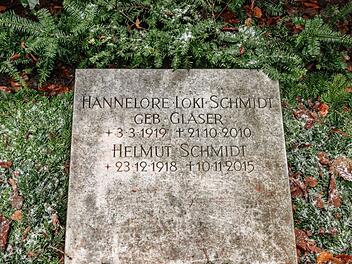 HANNELORE·LOKI·SCHMIDT
GEB·GLASER
+ 3·3·1919 † 21·10·2010
HELMUT SCHMIDT
+ 23·12·1918 † 10·11·2015